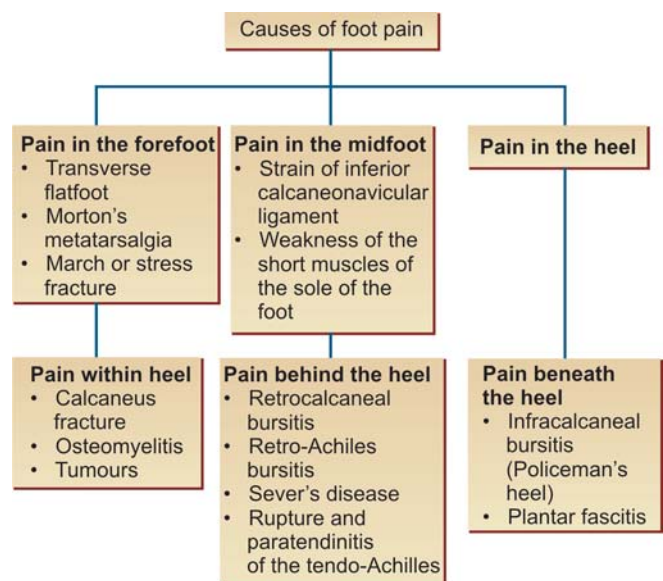 Causes of foot pain
Pain in the forefoot
• Transverse
flatfoot
• Morton's
metatarsalgia
• March or stress
fracture
Pain in the midfoot
• Strain of inferior
calcaneonavicular
ligament
• Weakness of the
short muscles of
the sole of the
foot
Pain in the heel
Pain within heel
• Calcaneus
fracture
• Osteomyelitis
• Tumours
Pain behind the heel
• Retrocalcaneal
bursitis
• Retro-Achiles
bursitis
• Sever's disease
• Rupture and
paratendinitis
of the tendo-Achilles
Pain beneath
the heel
• Infracalcaneal
bursitis
(Policeman's
heel)
• Plantar fascitis